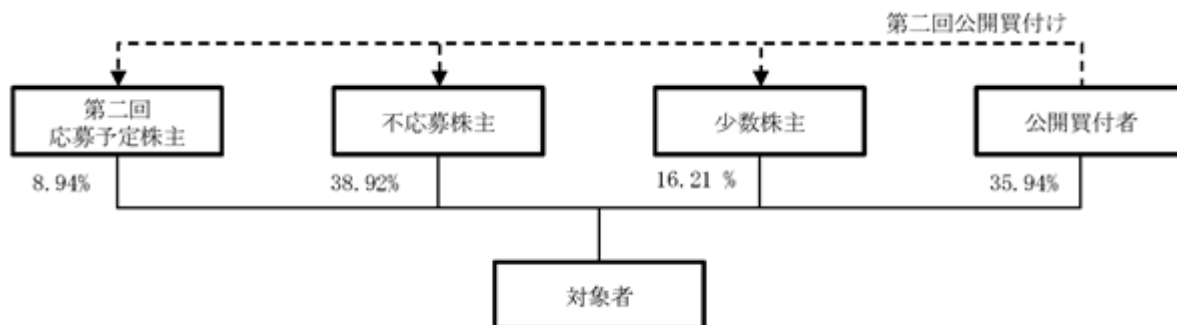 第二回公開買付け
第二回
応募予定株主
不応募株主
少数株主
公開買付者
8.94%
38.92%
16.21 %
35.94%
対象者